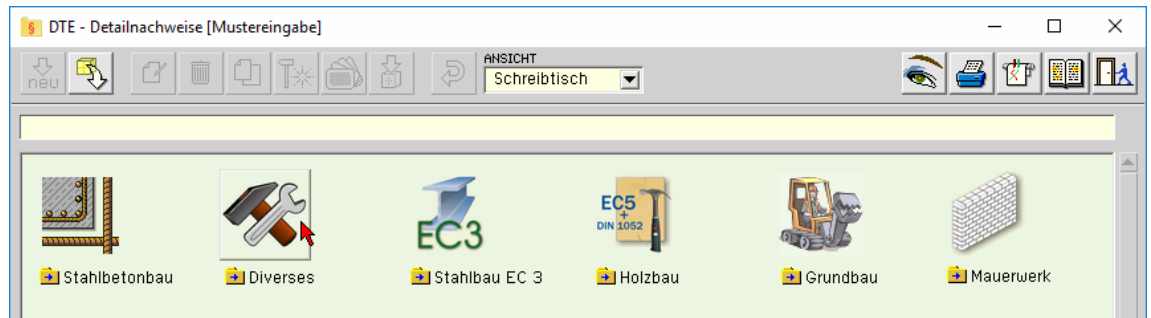 § DTE - Detailnachweise [Mustereingabe]
neu
ANSICHT
Schreibtisch
EC3
EC5
+
DIN 1052
Stahlbetonbau
Diverses
Stahlbau EC 3
Holzbau
Grundbau
Mauerwerk